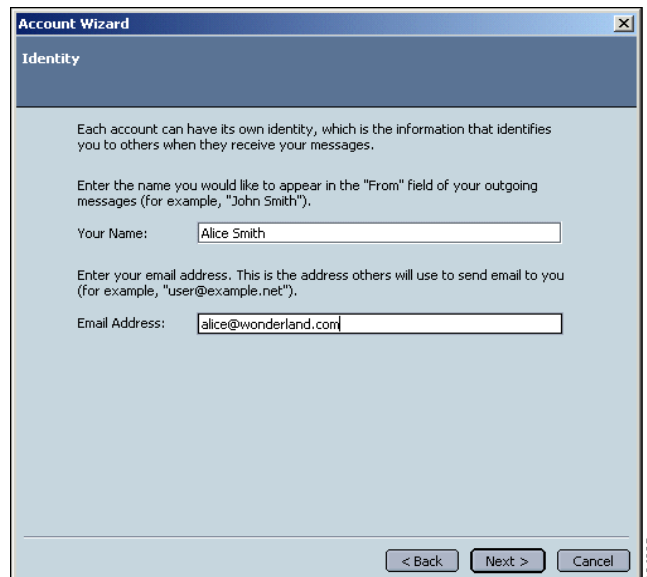 Account Wizard
Identity
Each account can have its own identity, which is the information that identifies
you to others when they receive your messages.
Enter the name you would like to appear in the "From" field of your outgoing
messages (for example, "John Smith").
Your Name: Alice Smith
Enter your email address. This is the address others will use to send email to you
(for example, "user@example.net").
Email Address: alice@wonderland.com
< Back Next > Cancel